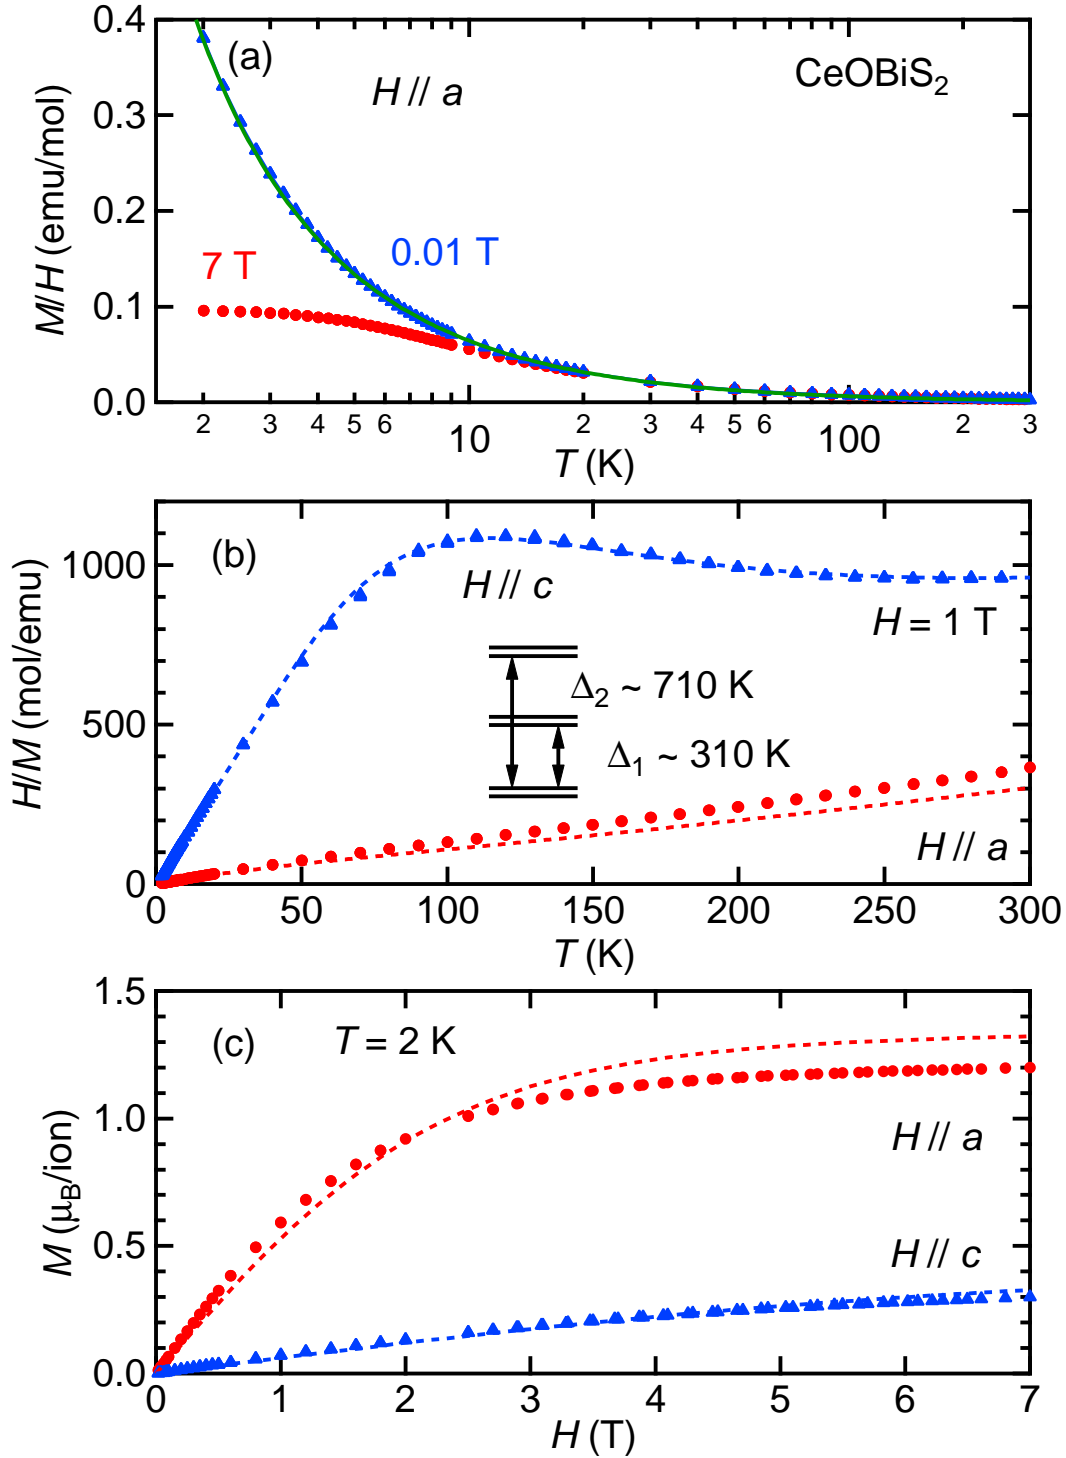 0.4
(a)
H // a
CeOBiS2
0.3
M/H (emu/mol)
0.2
7 T
0.01 T
0.1
0.0
2 3 4 5 6 10 2 3 4 5 6 100 2 3
T (K)
(b)
1000
H // c
H = 1 T
H/M (mol/emu)
Δ2 ~ 710 K
500
Δ1 ~ 310 K
H // a
0
0 50 100 150 200 250 300
T (K)
1.5
(c)
T = 2 K
1.0
H // a
M (μB/ion)
0.5
H // c
0.0
0 1 2 3 4 5 6 7
H (T)